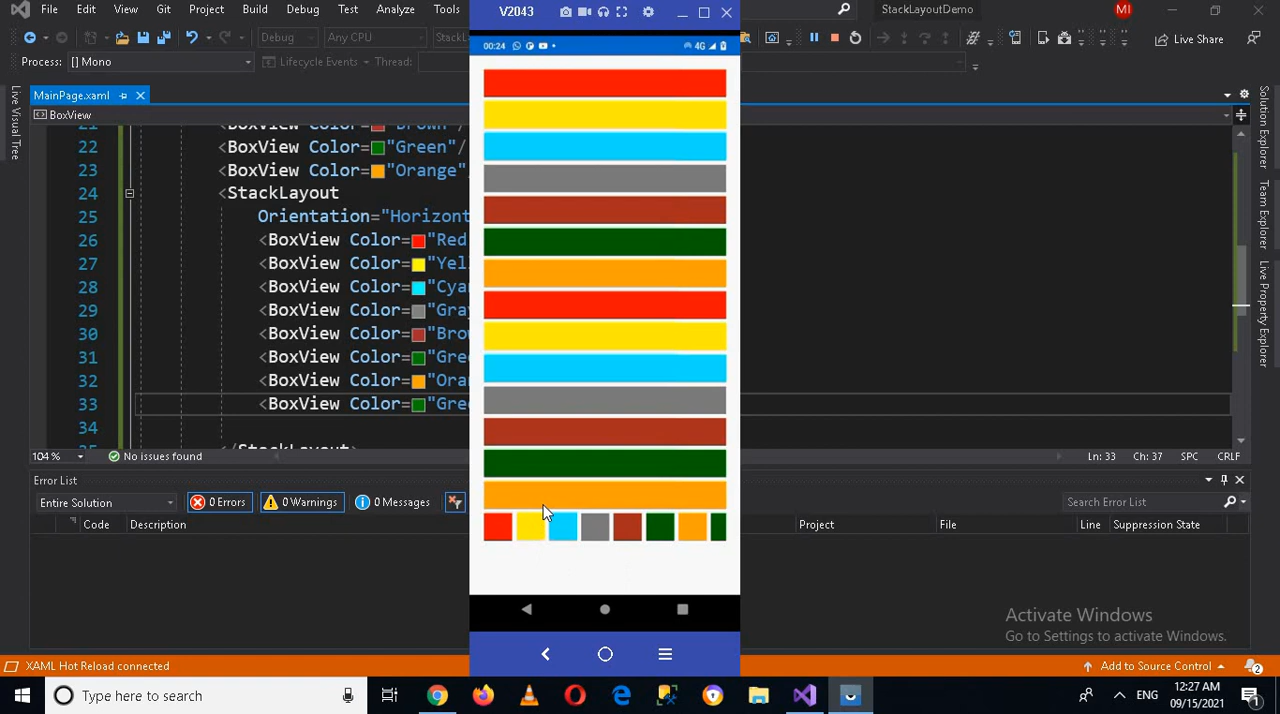 File Edit View Git Project Build Debug Test Analyze Tools
StackLayoutDemo MI
V2043
Debug Any CPU
Live Share
Process: [] Mono Lifecycle Events Thread:
00:24 4G
MainPage.xaml
BoxView
Live Visual Tree
Solution Explorer
Team Explorer
Live Property Explorer
22 <BoxView Color= "Green"/
23 <BoxView Color= "Orange"
24 <StackLayout
25 Orientation="Horizont
26 <BoxView Color= "Red
27 <BoxView Color= "Yel
28 <BoxView Color= "Cya
29 <BoxView Color= "Gra
30 <BoxView Color= "Bro
31 <BoxView Color= "Gre
32 <BoxView Color= "Ora
33 <BoxView Color= "Gre
34
104 % No issues found Ln: 33 Ch: 37 SPC CRLF
Error List
Entire Solution 0 Errors 0 Warnings 0 Messages Search Error List
Code Description Project File Line Suppression State
Activate Windows
Go to Settings to activate Windows.
XAML Hot Reload connected Add to Source Control 2
Type here to search ENG 12:27 AM
09/15/2021 1